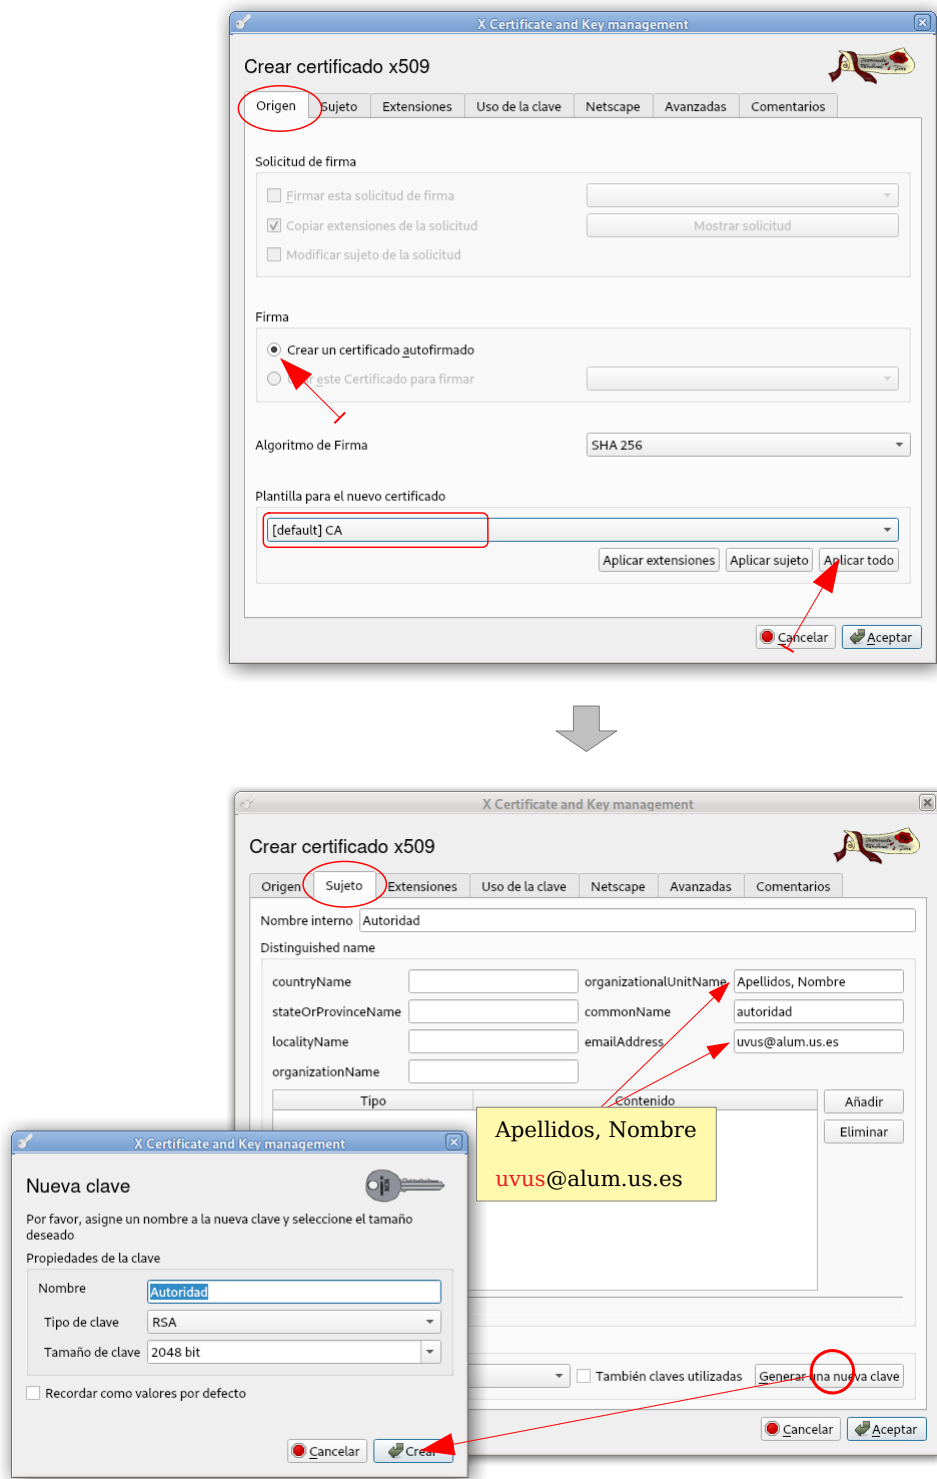 X Certificate and Key management
Crear certificado x509
Origen Sujeto Extensiones Uso de la clave Netscape Avanzadas Comentarios
Solicitud de firma
Firmar esta solicitud de firma
Copiar extensiones de la solicitud Mostrar solicitud
Modificar sujeto de la solicitud
Firma
Crear un certificado autofirmado
este Certificado para firmar
Algoritmo de Firma SHA 256
Plantilla para el nuevo certificado
[default] CA
Aplicar extensiones Aplicar sujeto Aplicar todo
Cancelar Aceptar
X Certificate and Key management
Crear certificado x509
Origen Sujeto Extensiones Uso de la clave Netscape Avanzadas Comentarios
Nombre interno Autoridad
Distinguished name
countryName organizationalUnitName Apellidos, Nombre
stateOrProvinceName commonName autoridad
localityName emailAddress uvus@alum.us.es
organizationName
Tipo Contenido Añadir
Eliminar
Apellidos, Nombre
uvus@alum.us.es
También claves utilizadas Generar una nueva clave
Cancelar Aceptar
X Certificate and Key management
Nueva clave
Por favor, asigne un nombre a la nueva clave y seleccione el tamaño
deseado
Propiedades de la clave
Nombre Autoridad
Tipo de clave RSA
Tamaño de clave 2048 bit
Recordar como valores por defecto
Cancelar Crear